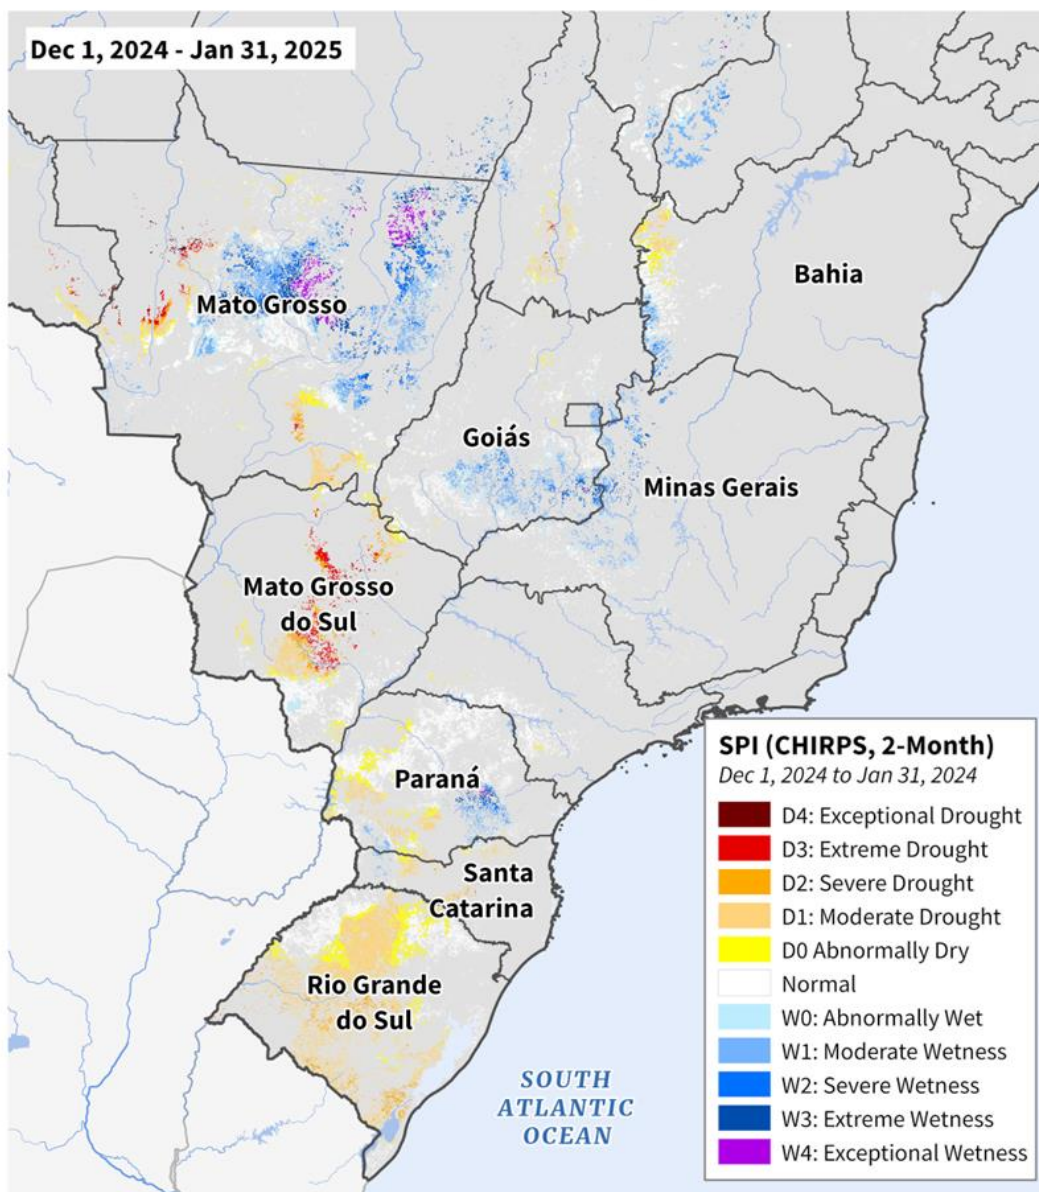 Dec 1, 2024 - Jan 31, 2025
Bahia
Mato Grosso
Goiás
Minas Gerais
Mato Grosso
do Sul
Paraná
Santa
Catarina
Rio Grande
do Sul
SOUTH
ATLANTIC
OCEAN
SPI (CHIRPS, 2-Month)
Dec 1, 2024 to Jan 31, 2024
D4: Exceptional Drought
D3: Extreme Drought
D2: Severe Drought
D1: Moderate Drought
D0 Abnormally Dry
Normal
W0: Abnormally Wet
W1: Moderate Wetness
W2: Severe Wetness
W3: Extreme Wetness
W4: Exceptional Wetness